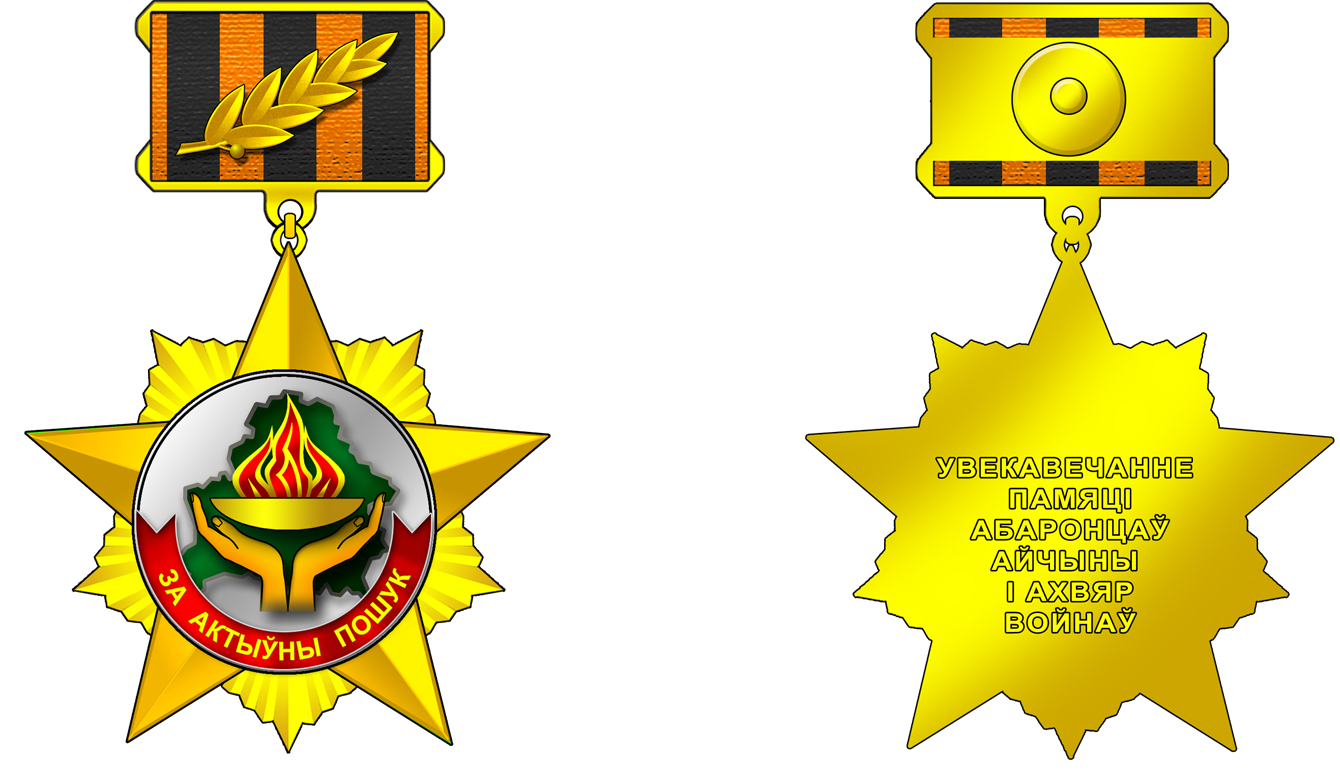 ЗА АКТЫЎНЫ ПОШУК
УВЕКАВЕЧАННЕ
ПАМЯЦІ
АБАРОНЦАЎ
АЙЧЫНЫ
І АХВЯР
ВОЙНАЎ